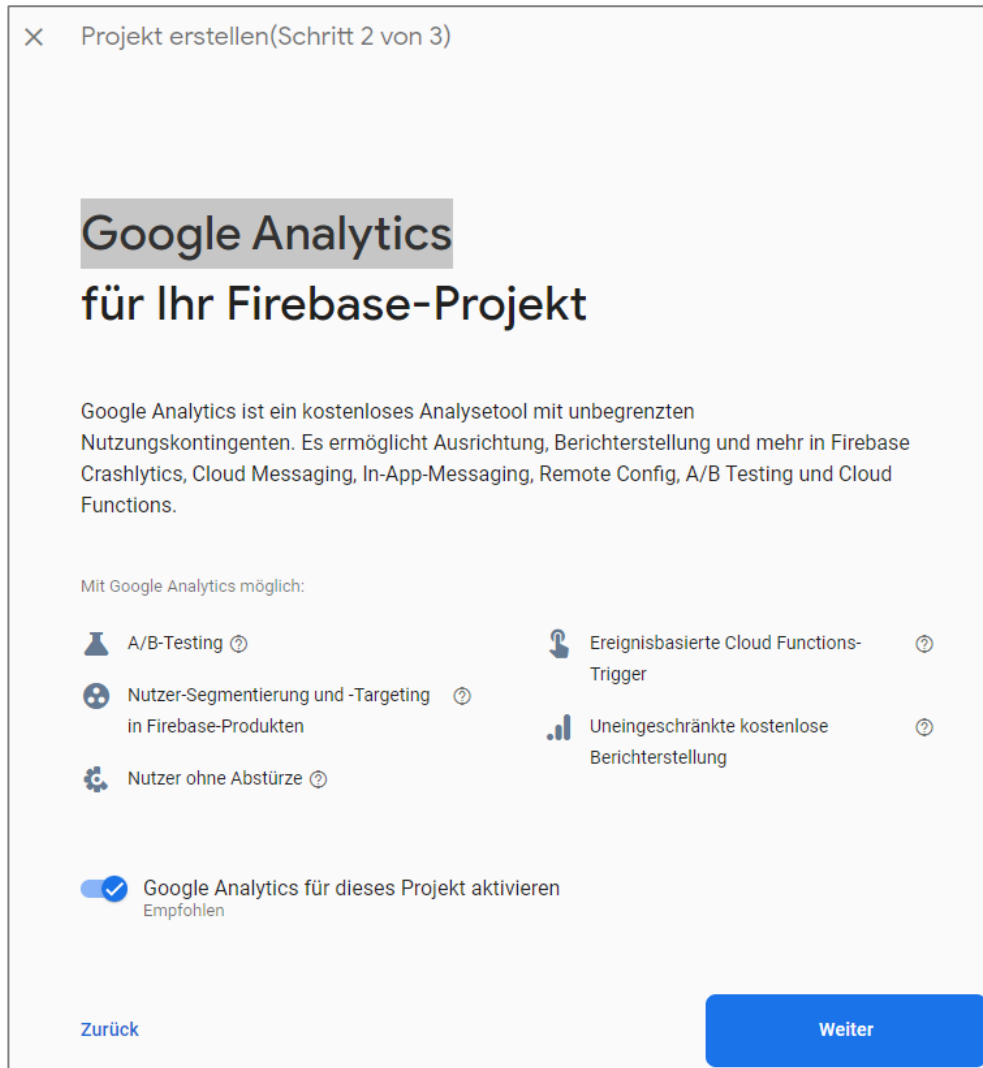 Projekt erstellen(Schritt 2 von 3)
Google Analytics
für Ihr Firebase-Projekt
Google Analytics ist ein kostenloses Analysetool mit unbegrenzten
Nutzungskontingenten. Es ermöglicht Ausrichtung, Berichterstellung und mehr in Firebase
Crashlytics, Cloud Messaging, In-App-Messaging, Remote Config, A/B Testing und Cloud
Functions.
Mit Google Analytics möglich:
A/B-Testing
Nutzer-Segmentierung und -Targeting
in Firebase-Produkten
Nutzer ohne Abstürze
Ereignisbasierte Cloud Functions-
Trigger
Uneingeschränkte kostenlose
Berichterstellung
Google Analytics für dieses Projekt aktivieren
Empfohlen
Zurück
Weiter